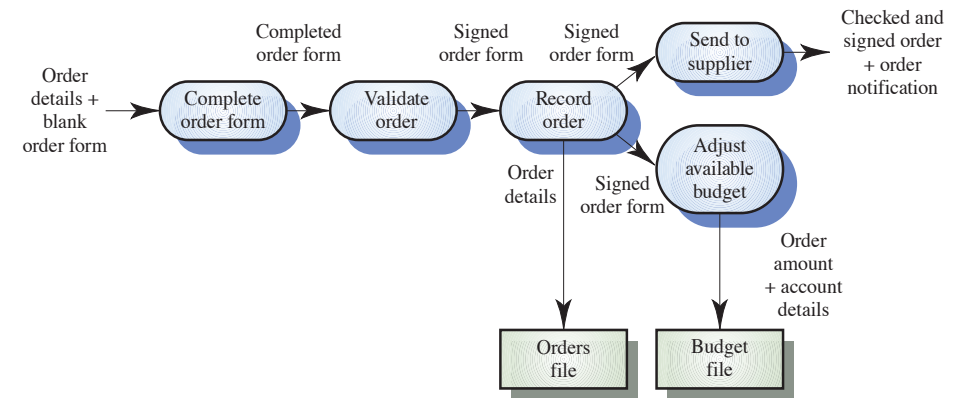 Order
details +
blank
order form
Complete
order form
Completed
order form
Validate
order
Signed
order form
Record
order
Signed
order form
Send to
supplier
Checked and
signed order
+ order
notification
Order
details
Signed
order form
Adjust
available
budget
Order
amount
+ account
details
Orders
file
Budget
file